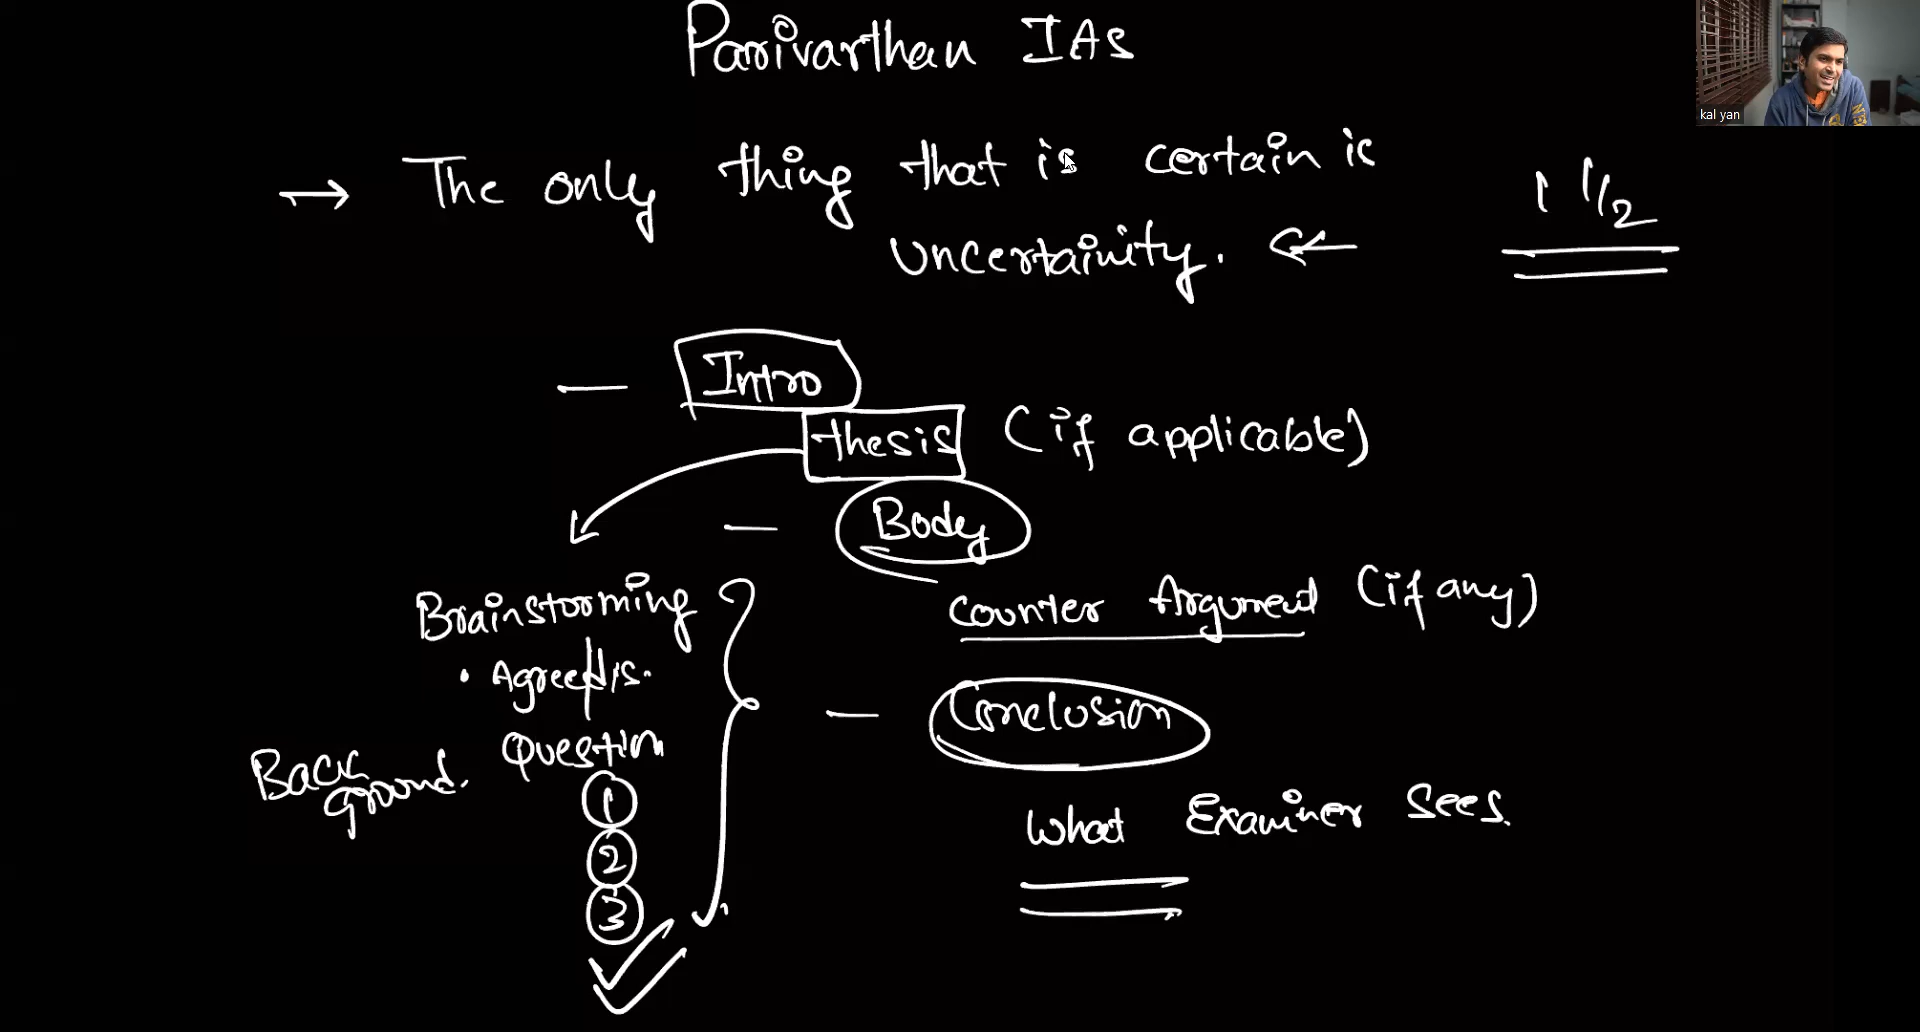 Parivarthan IAS
kal yan
→ The only thing that is certain is
uncertainity. ←
1 1/2
— Intro
thesis (if applicable)
— Body
Brainstorming
counter Argument (if any)
• Agree/dis.
— Conclusion
Question
Back
ground.
1
What Examiner sees.
2
3